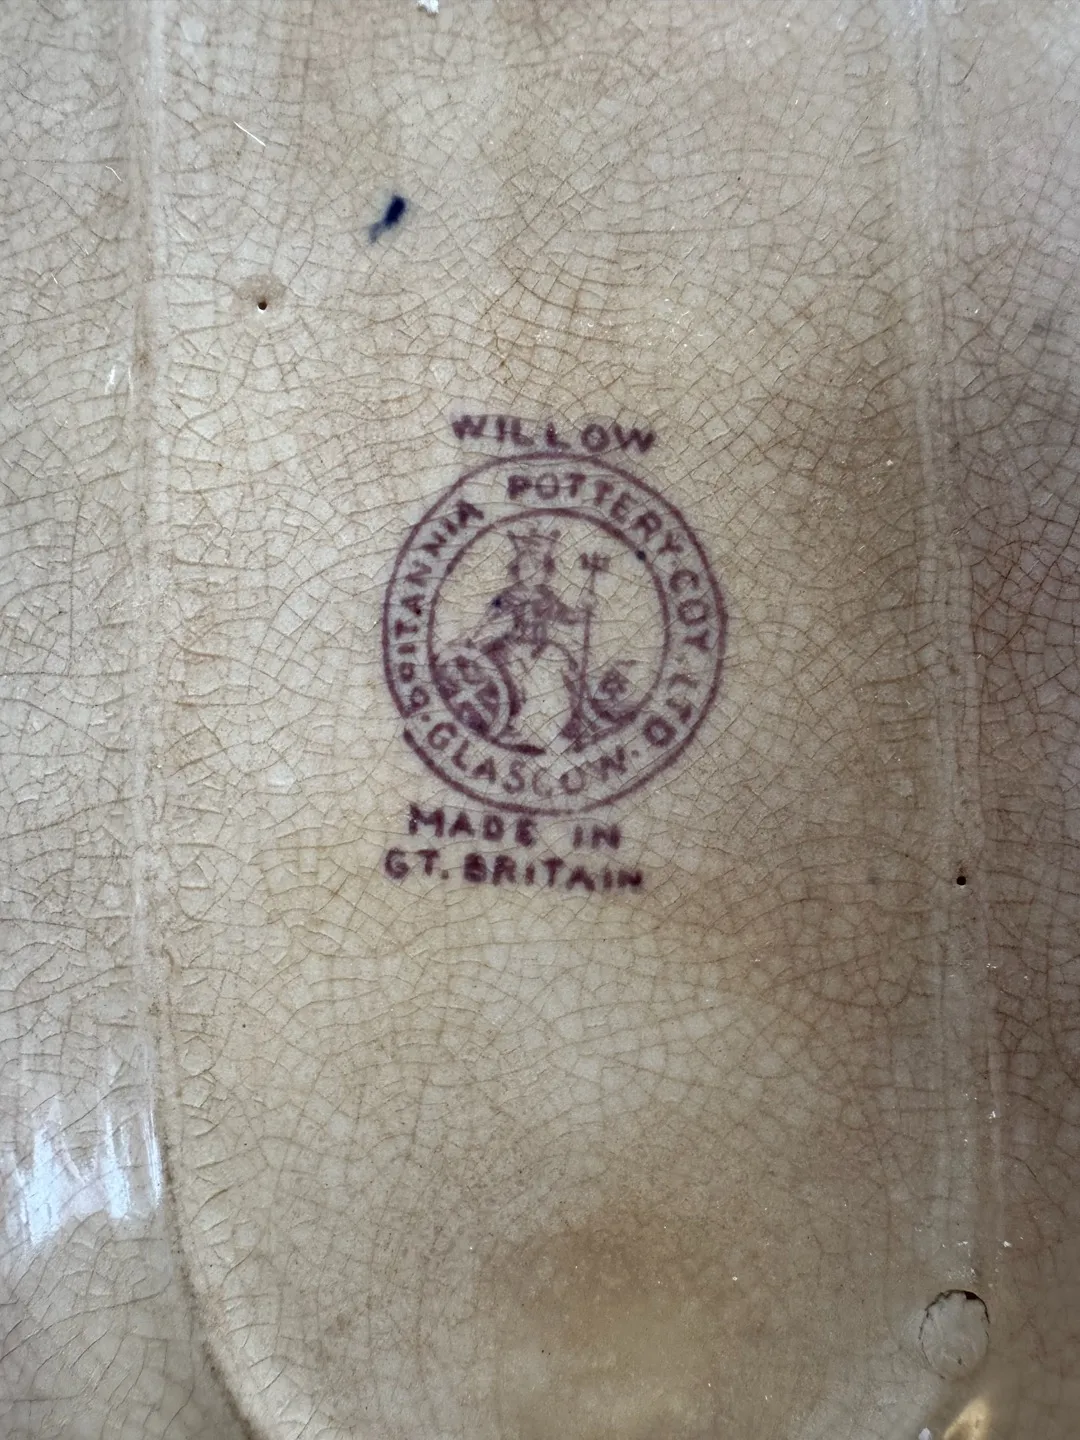 WILLOW
BRITANNIA POTTERY·COY. LTD·
·GLASGOW·
MADE IN
GT. BRITAIN